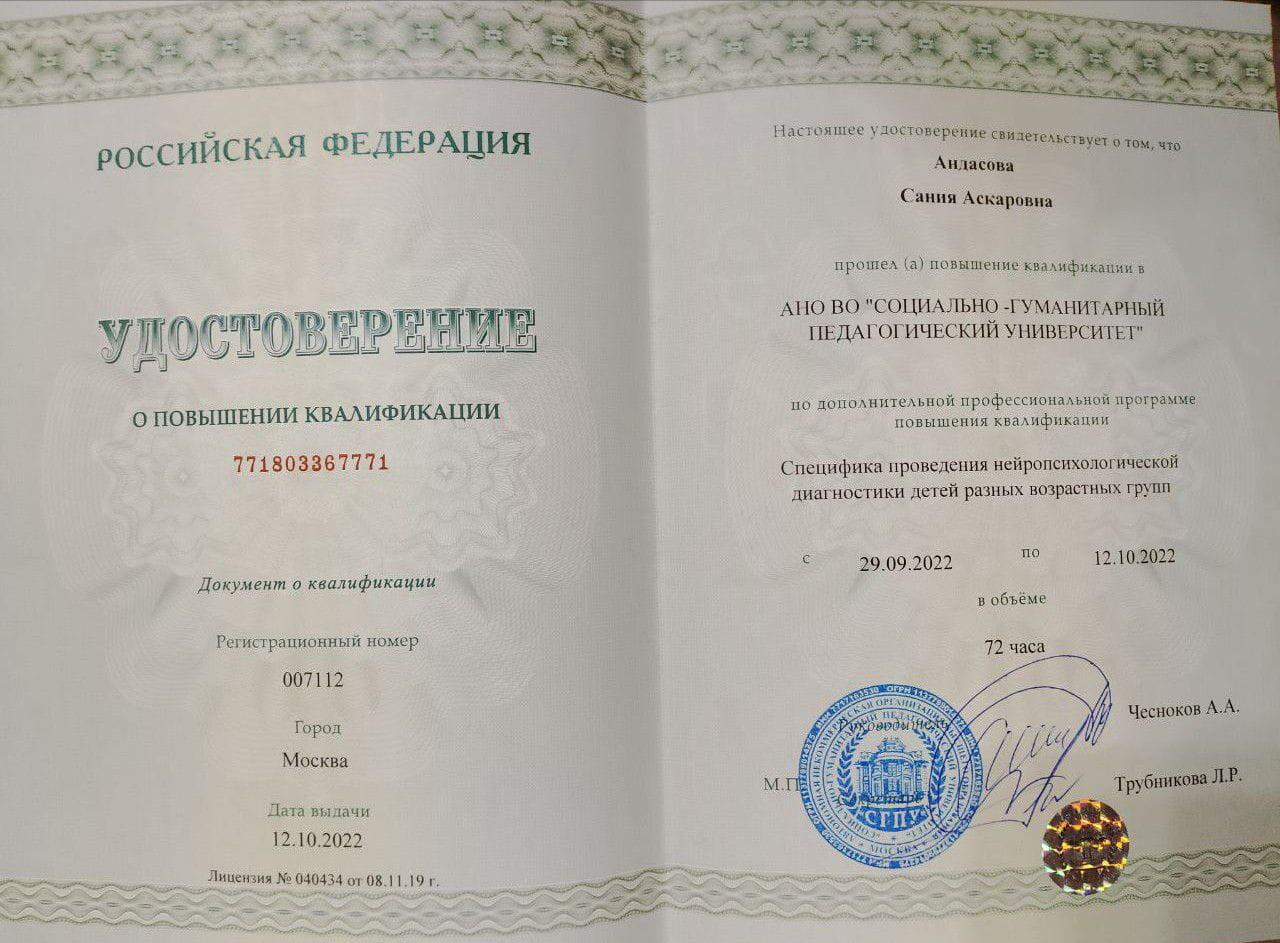 РОССИЙСКАЯ ФЕДЕРАЦИЯ
УДОСТОВЕРЕНИЕ
О ПОВЫШЕНИИ КВАЛИФИКАЦИИ
771803367771
Документ о квалификации
Регистрационный номер
007112
Город
Москва
Дата выдачи
12.10.2022
Лицензия № 040434 от 08.11.19 г.
Настоящее удостоверение свидетельствует о том, что
Андасова
Сания Аскаровна
прошел (а) повышение квалификации в
АНО ВО "СОЦИАЛЬНО -ГУМАНИТАРНЫЙ
ПЕДАГОГИЧЕСКИЙ УНИВЕРСИТЕТ"
по дополнительной профессиональной программе
повышения квалификации
Специфика проведения нейропсихологической
диагностики детей разных возрастных групп
с 29.09.2022 по 12.10.2022
в объёме
72 часа
Руководитель
Чесноков А.А.
М.П.
Трубникова Л.Р.
СГПУ
МОСКВА